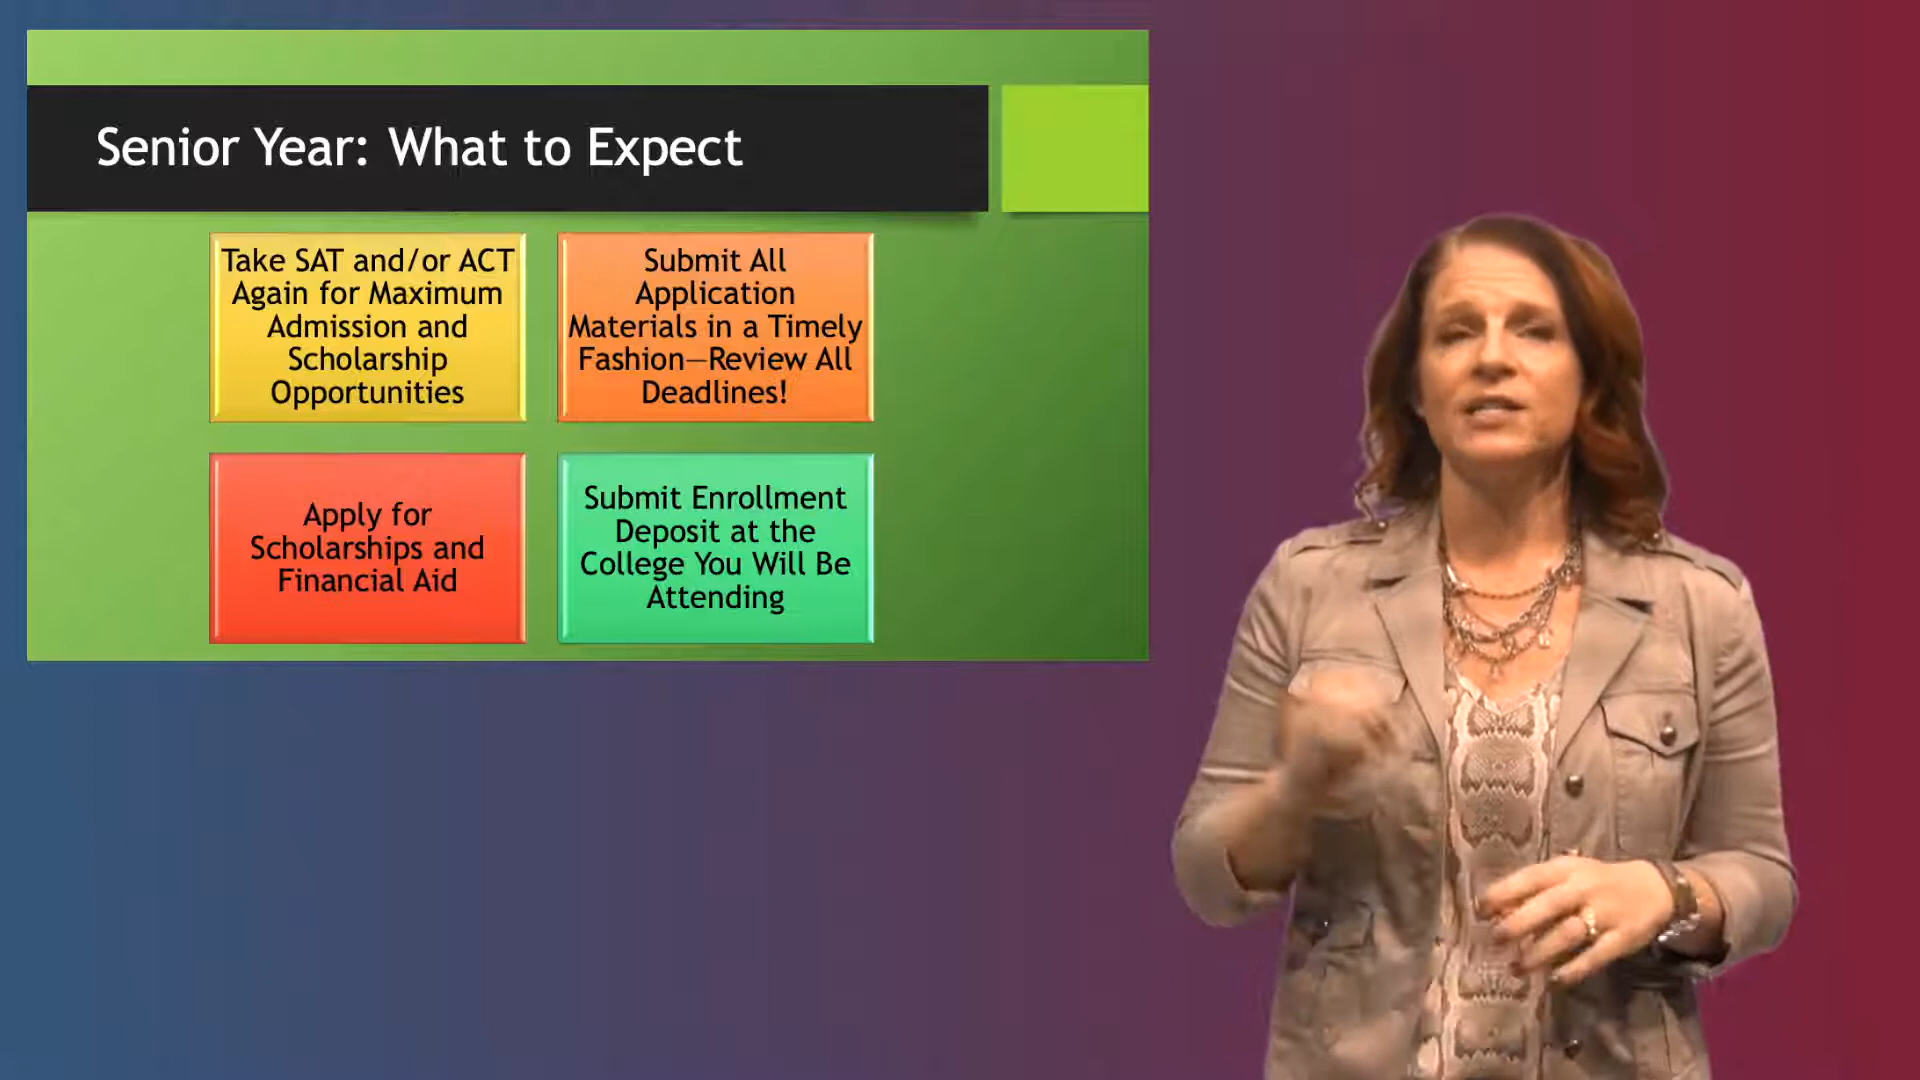 Senior Year: What to Expect
Take SAT and/or ACT
Again for Maximum
Admission and
Scholarship
Opportunities
Submit All
Application
Materials in a Timely
Fashion—Review All
Deadlines!
Apply for
Scholarships and
Financial Aid
Submit Enrollment
Deposit at the
College You Will Be
Attending